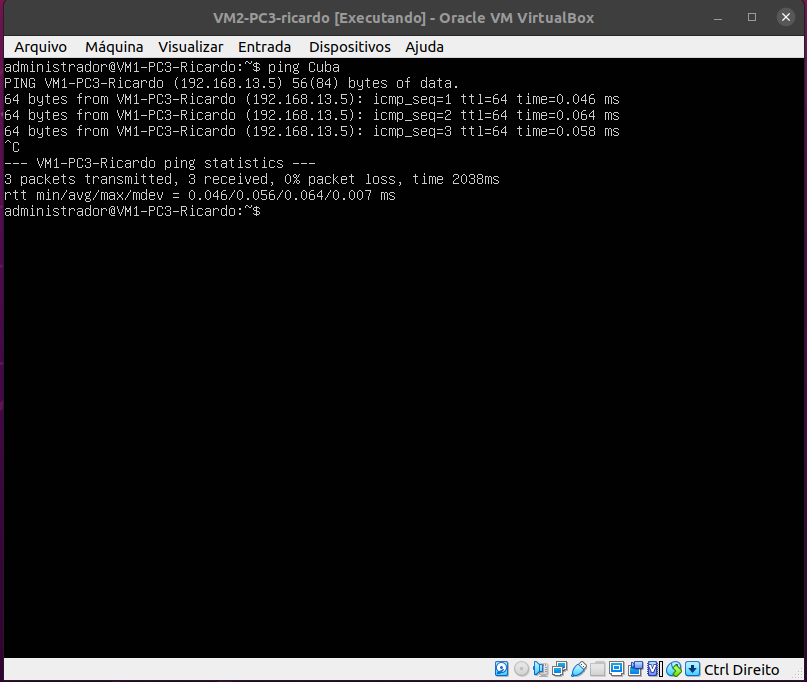 VM2-PC3-ricardo [Executando] - Oracle VM VirtualBox
Arquivo Máquina Visualizar Entrada Dispositivos Ajuda
administrador@VM1-PC3-Ricardo:~$ ping Cuba
PING VM1-PC3-Ricardo (192.168.13.5) 56(84) bytes of data.
64 bytes from VM1-PC3-Ricardo (192.168.13.5): icmp_seq=1 ttl=64 time=0.046 ms
64 bytes from VM1-PC3-Ricardo (192.168.13.5): icmp_seq=2 ttl=64 time=0.064 ms
64 bytes from VM1-PC3-Ricardo (192.168.13.5): icmp_seq=3 ttl=64 time=0.058 ms
^C
--- VM1-PC3-Ricardo ping statistics ---
3 packets transmitted, 3 received, 0% packet loss, time 2038ms
rtt min/avg/max/mdev = 0.046/0.056/0.064/0.007 ms
administrador@VM1-PC3-Ricardo:~$
Ctrl Direito